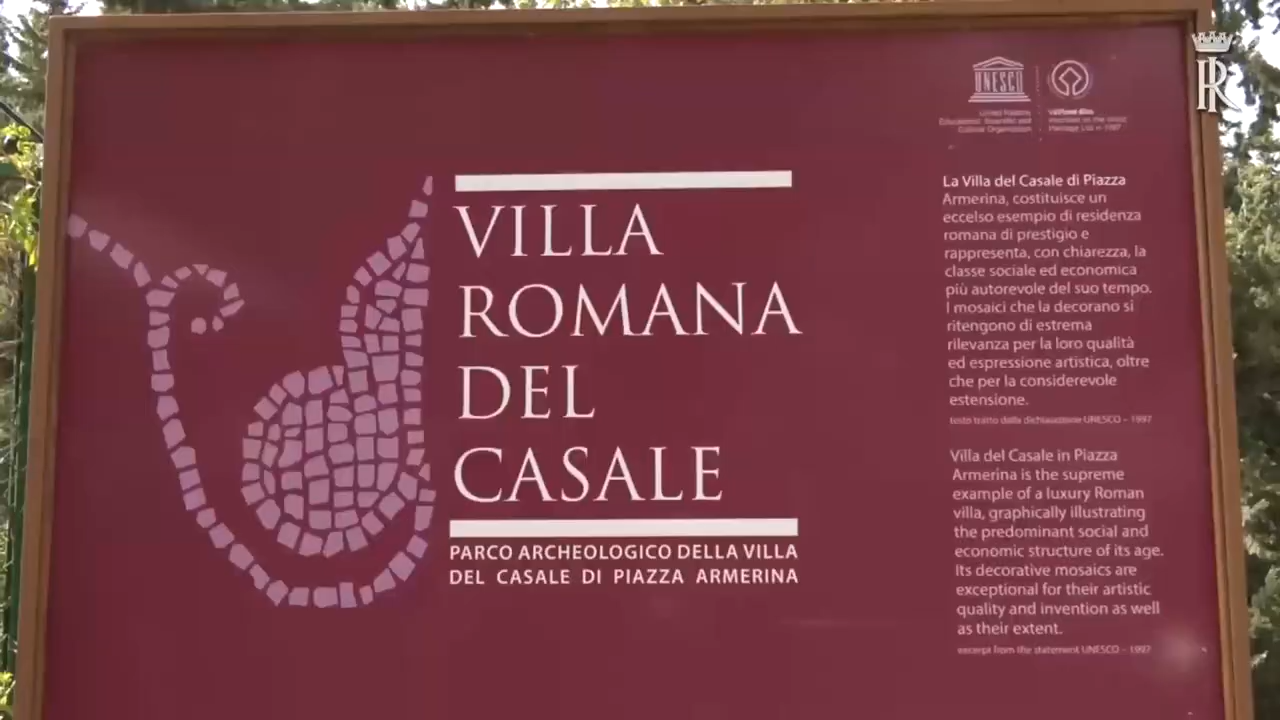 UNESCO
United Nations
Educational, Scientific and
Cultural Organization
Heritage List in 1997
VILLA
ROMANA
DEL
CASALE
PARCO ARCHEOLOGICO DELLA VILLA
DEL CASALE DI PIAZZA ARMERINA
La Villa del Casale di Piazza
Armerina, costituisce un
eccelso esempio di residenza
romana di prestigio e
rappresenta, con chiarezza, la
classe sociale ed economica
più autorevole del suo tempo.
I mosaici che la decorano si
ritengono di estrema
rilevanza per la loro qualità
ed espressione artistica, oltre
che per la considerevole
estensione.
testo tratto dalla dichiarazione UNESCO – 1997
Villa del Casale in Piazza
Armerina is the supreme
example of a luxury Roman
villa, graphically illustrating
the predominant social and
economic structure of its age.
Its decorative mosaics are
exceptional for their artistic
quality and invention as well
as their extent.
excerpt from the statement UNESCO – 1997